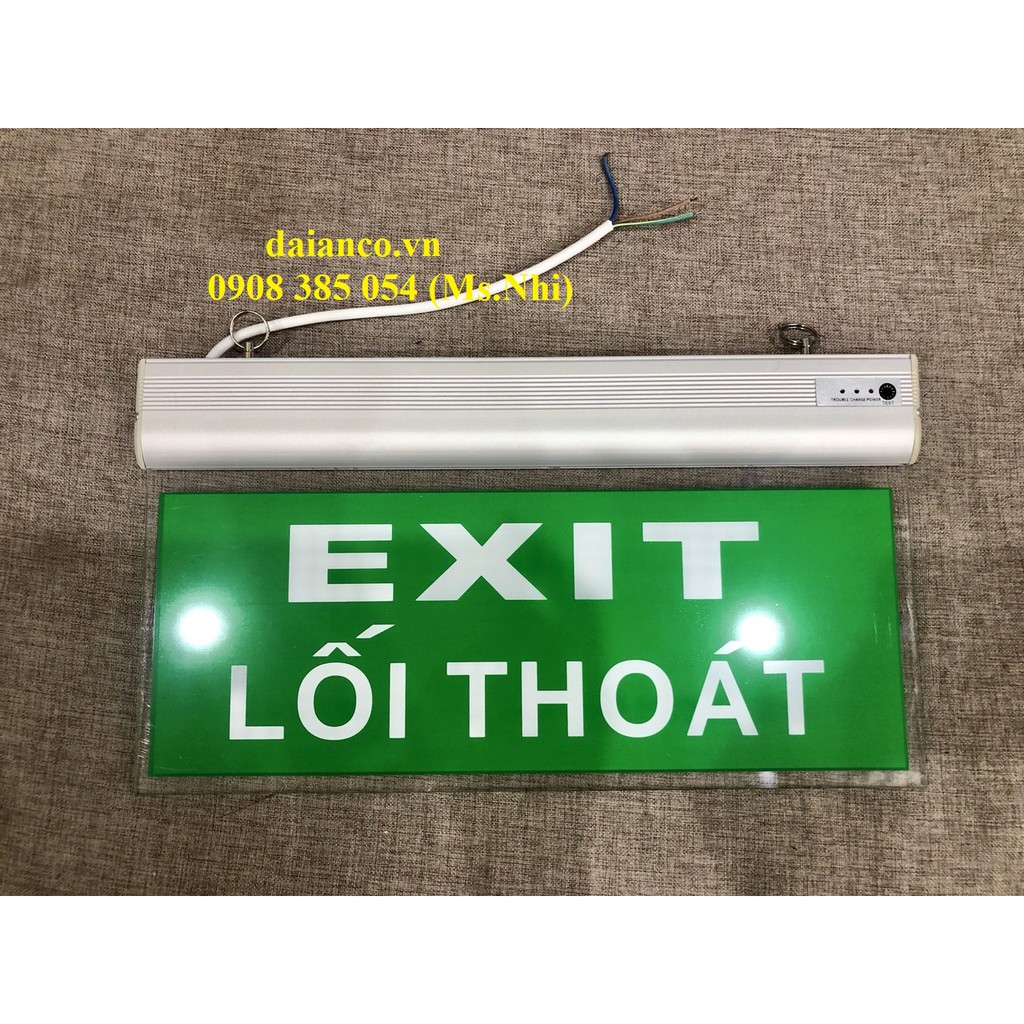 daianco.vn
0908 385 054 (Ms.Nhi)
TROUBLE CHARGE POWER
TEST
EXIT
LỐI THOÁT